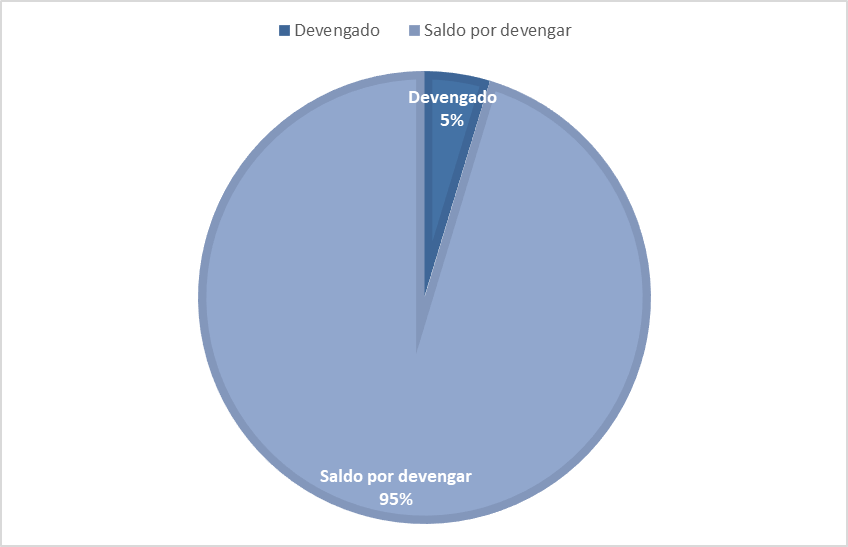 Devengado Saldo por devengar
Devengado
5%
Saldo por devengar
95%